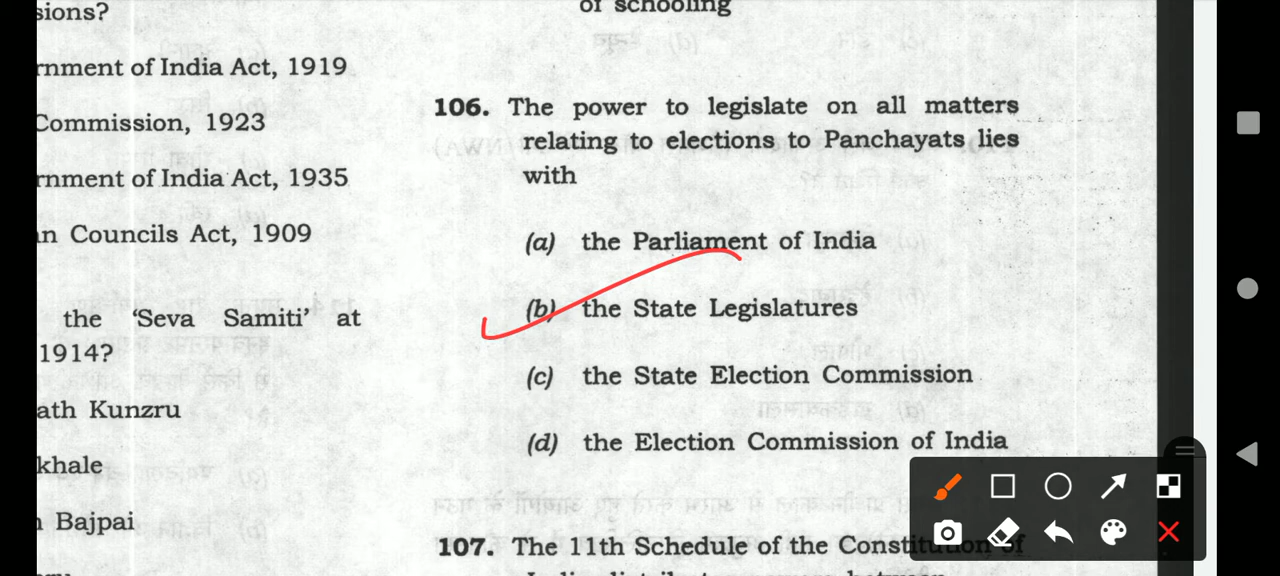 sions?
rnment of India Act, 1919
Commission, 1923
rnment of India Act, 1935
n Councils Act, 1909
the 'Seva Samiti' at
1914?
ath Kunzru
khale
Bajpai
of schooling
106. The power to legislate on all matters
relating to elections to Panchayats lies
with
(a) the Parliament of India
(b) the State Legislatures
(c) the State Election Commission
(d) the Election Commission of India
107. The 11th Schedule of the Constitution of